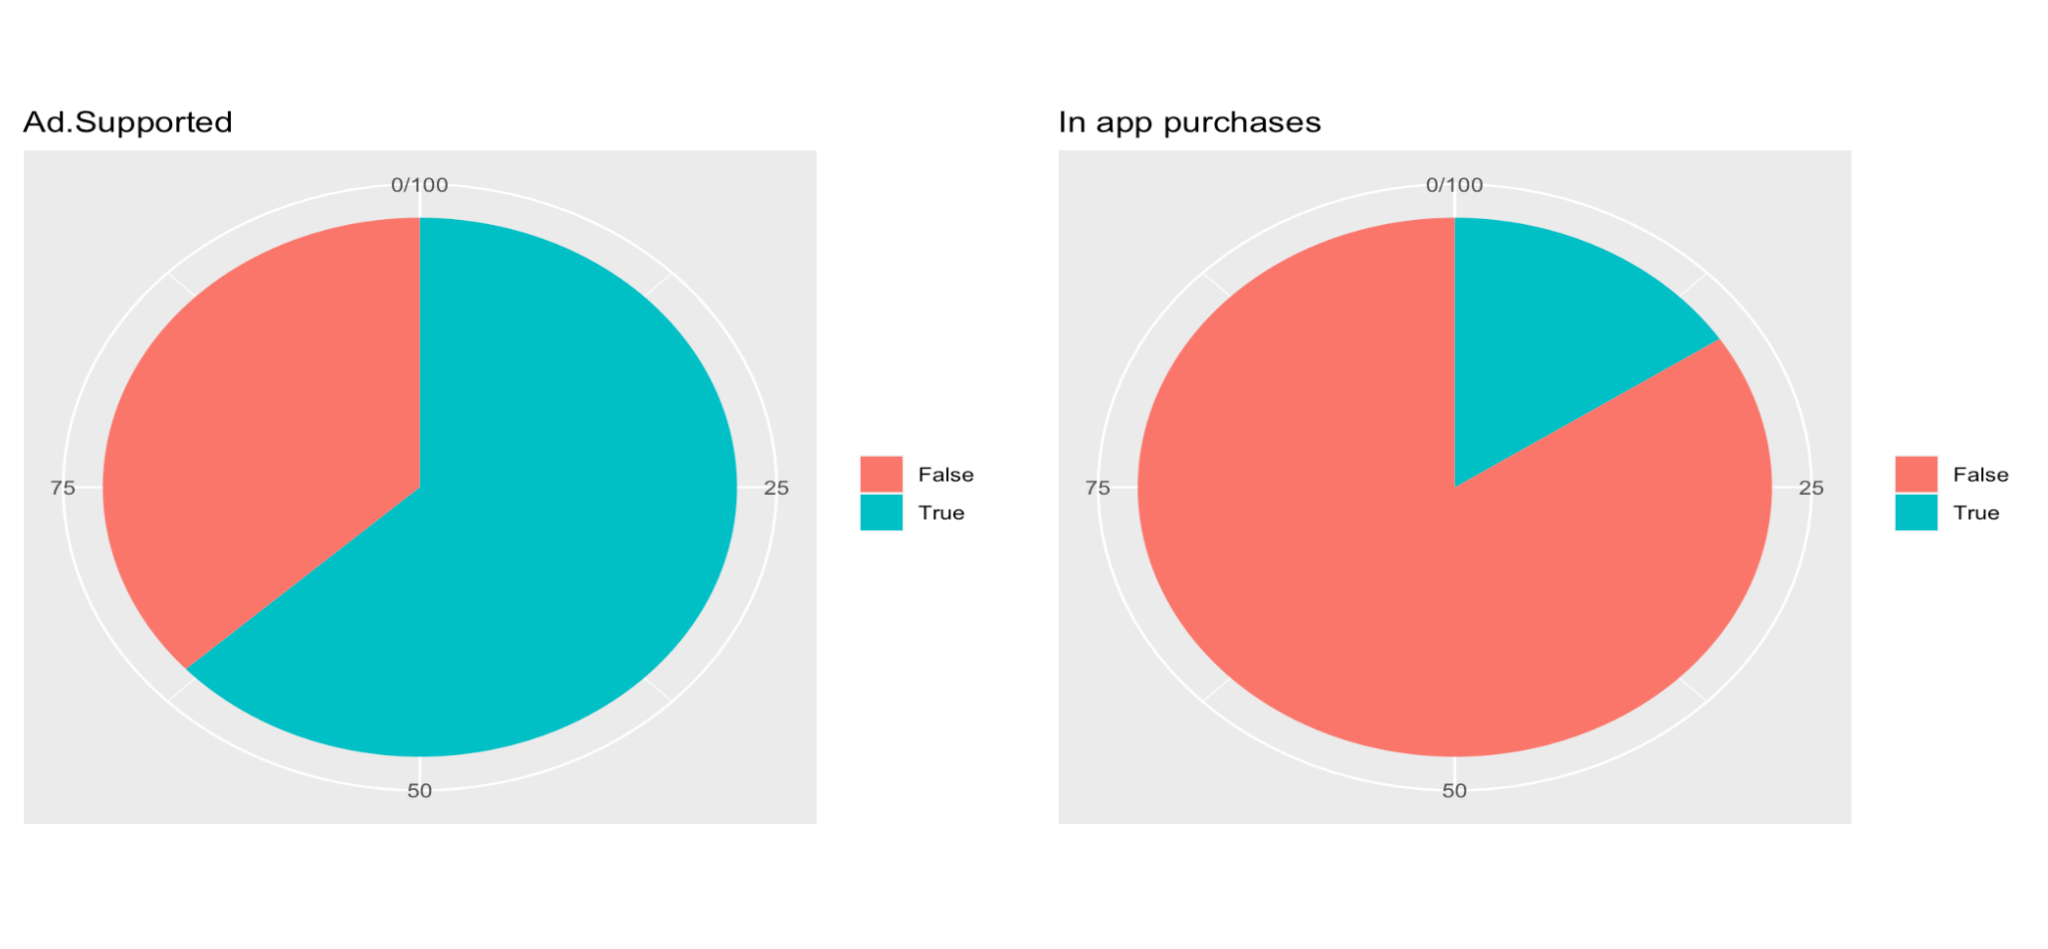 Ad.Supported
0/100
75
25
50
False
True
In app purchases
0/100
75
25
50
False
True